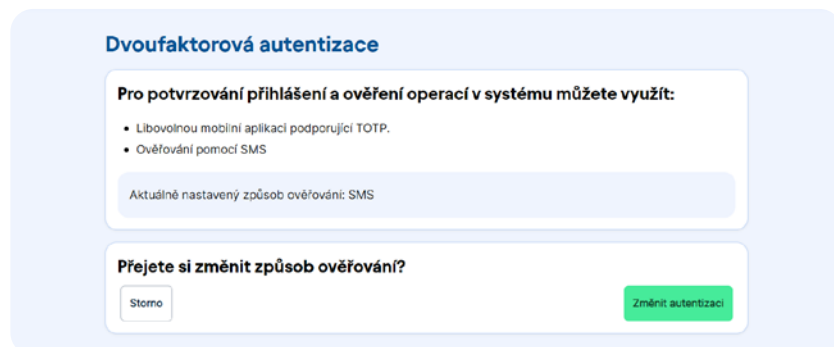 Dvoufaktorová autentizace
Pro potvrzování přihlášení a ověření operací v systému můžete využít:
Libovolnou mobilní aplikaci podporující TOTP.
Ověřování pomocí SMS
Aktuálně nastavený způsob ověřování: SMS
Přejete si změnit způsob ověřování?
Storno
Změnit autentizaci